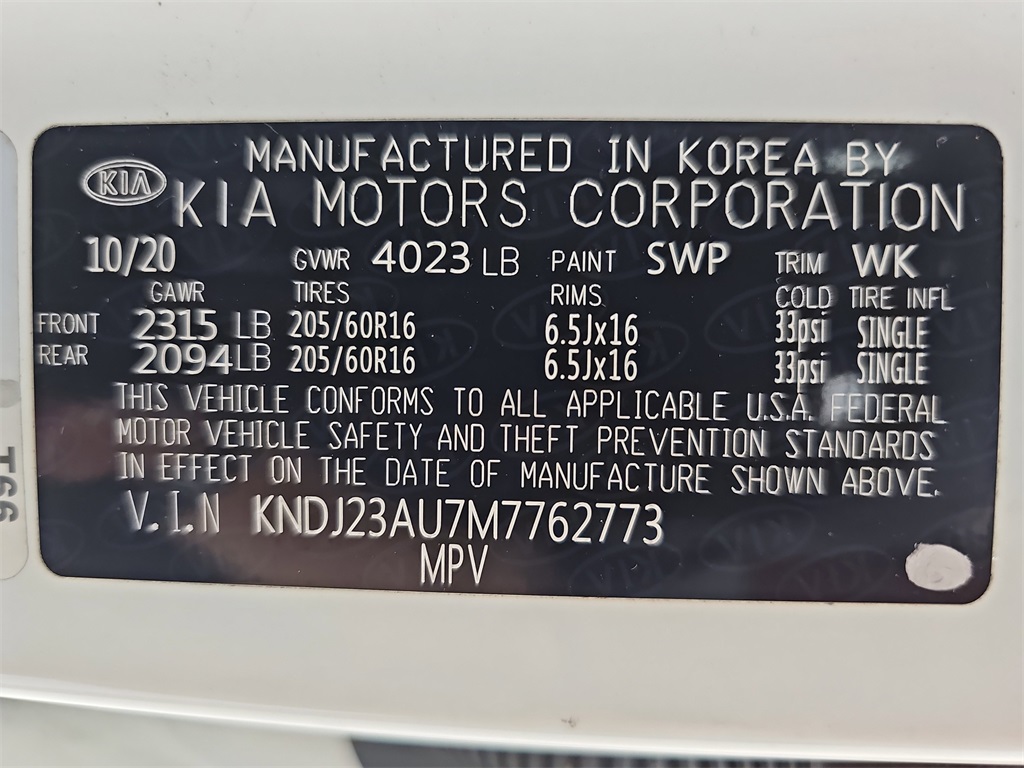 MANUFACTURED IN KOREA BY
KIA KIA MOTORS CORPORATION
10/20 GVWR 4023 LB PAINT SWP TRIM WK
GAWR TIRES RIMS COLD TIRE INFL
FRONT 2315 LB 205/60R16 6.5Jx16 33psi SINGLE
REAR 2094LB 205/60R16 6.5Jx16 33psi SINGLE
THIS VEHICLE CONFORMS TO ALL APPLICABLE U.S.A. FEDERAL
MOTOR VEHICLE SAFETY AND THEFT PREVENTION STANDARDS
IN EFFECT ON THE DATE OF MANUFACTURE SHOWN ABOVE.
V.I.N KNDJ23AU7M7762773
MPV